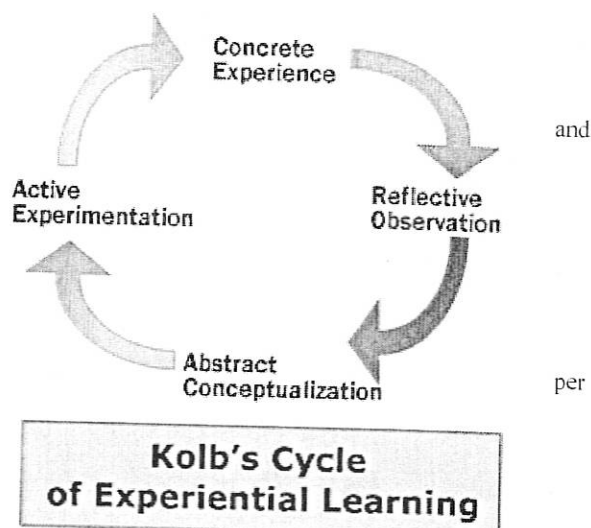 Concrete
Experience
and
Active
Experimentation
Reflective
Observation
Abstract
Conceptualization
per
Kolb's Cycle
of Experiential Learning